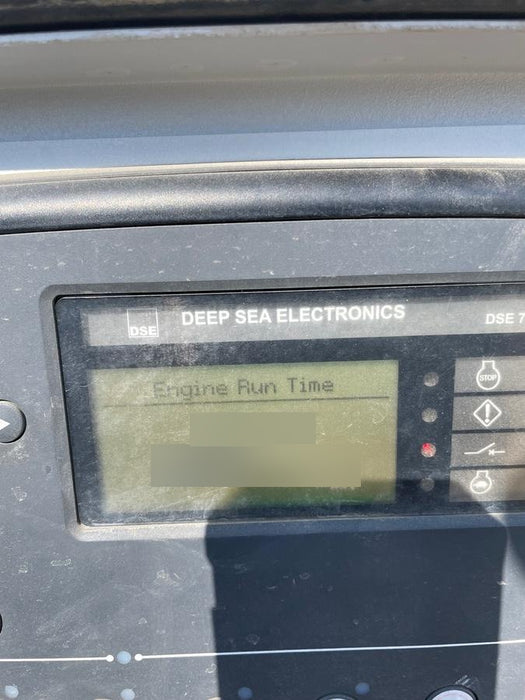 DSE
DEEP SEA ELECTRONICS
DSE 7
Engine Run Time
STOP